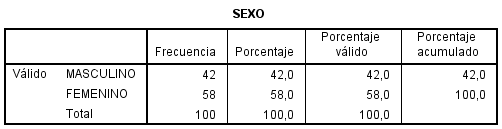 SEXO
Frecuencia Porcentaje Porcentaje válido Porcentaje acumulado
Válido MASCULINO 42 42,0 42,0 42,0
FEMENINO 58 58,0 58,0 100,0
Total 100 100,0 100,0